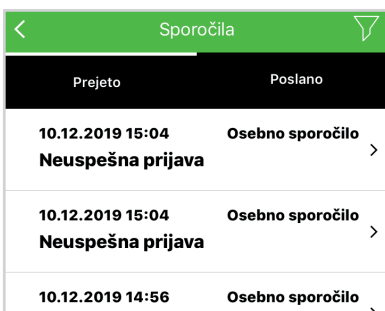 Sporočila
Prejeto Poslano
10.12.2019 15:04 Osebno sporočilo
Neuspešna prijava
10.12.2019 15:04 Osebno sporočilo
Neuspešna prijava
10.12.2019 14:56 Osebno sporočilo